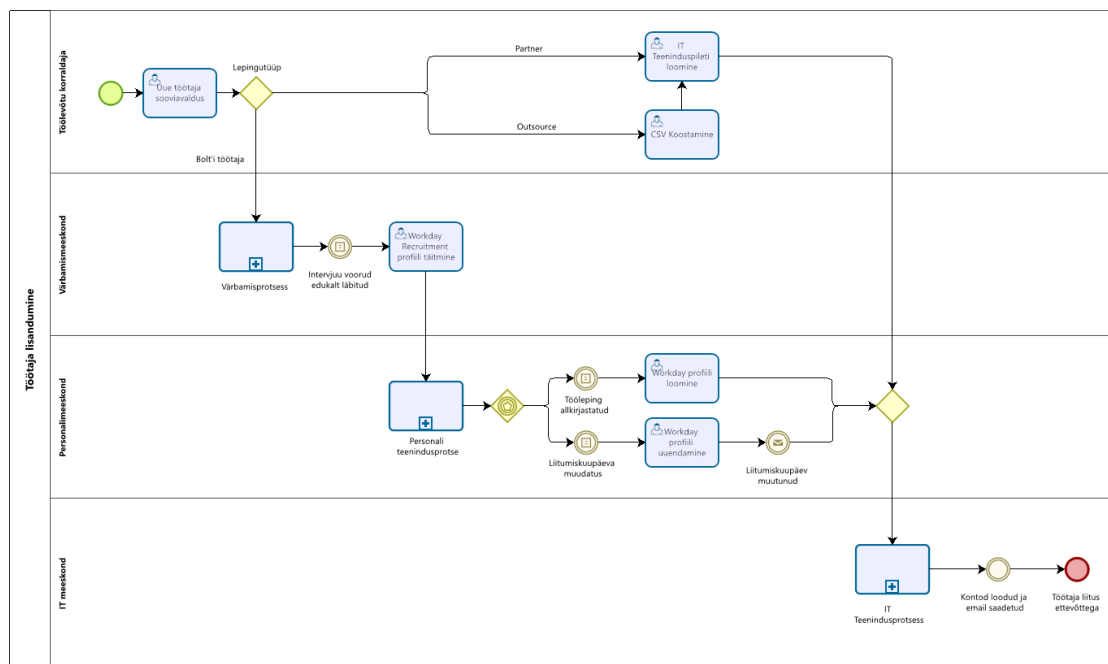 Töötaja lisandumine
Töölevõtu korraldaja
Uue töötaja
sooviavaldus
Lepingutüüp
Partner
Outsource
Bolt'i töötaja
IT
Teeninduspileti
loomine
CSV Koostamine
Värbamismeeskond
Värbamisprotsess
Intervjuu voorud
edukalt läbitud
Workday
Recruitment
profiili täitmine
Personalimeeskond
Personali
teenindusprotse
Tööleping
allkirjastatud
Workday profiili
loomine
Liitumiskuupäeva
muudatus
Workday
profiili
uuendamine
Liitumiskuupäev
muutunud
IT meeskond
IT
Teenindusprotsess
Kontod loodud ja
email saadetud
Töötaja liitus
ettevõttega